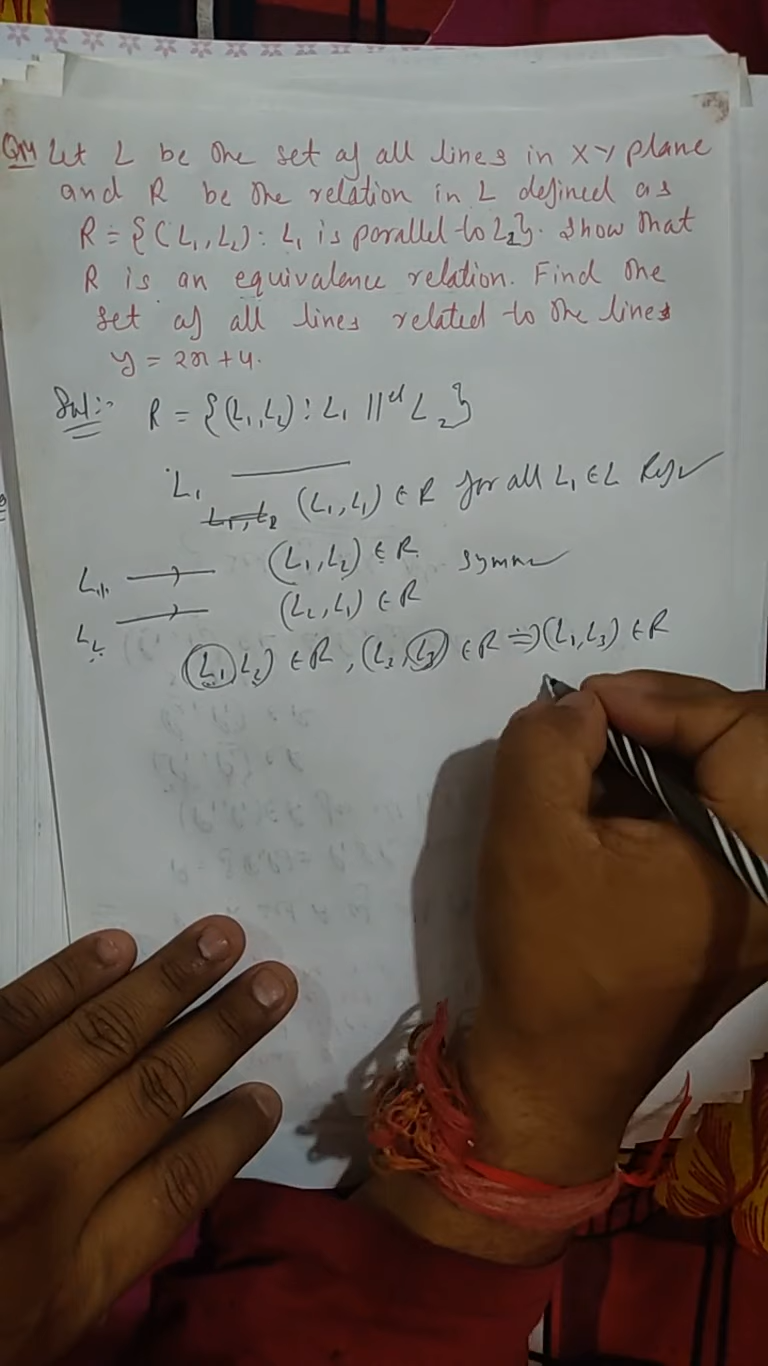 Q14 Let L be the set of all lines in XY plane
and R be the relation in L defined as
R = {(L₁, L₂) : L₁ is parallel to L₂}. Show that
R is an equivalence relation. Find the
set of all lines related to the lines
y = 2x + 4.
Sol:- R = {(L₁, L₂) : L₁ ||el L₂}
L₁
L₁, L₂ (L₁, L₁) ∈ R for all L₁ ∈ L Ref ✓
L₁ (L₁, L₂) ∈ R symm
L₂ (L₂, L₁) ∈ R
(L₁, L₂) ∈ R, (L₂, L₃) ∈ R ⇒ (L₁, L₃) ∈ R